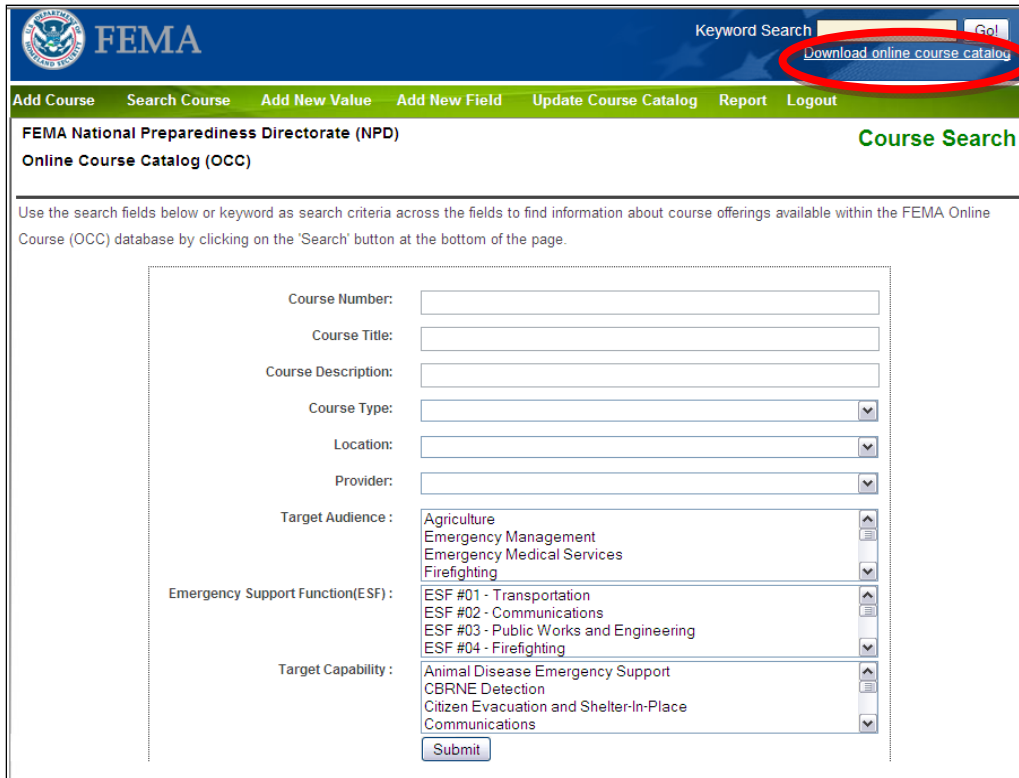 FEMA
Keyword Search Go!
Download online course catalog
Add Course Search Course Add New Value Add New Field Update Course Catalog Report Logout
FEMA National Preparediness Directorate (NPD)
Online Course Catalog (OCC)
Course Search
Use the search fields below or keyword as search criteria across the fields to find information about course offerings available within the FEMA Online
Course (OCC) database by clicking on the 'Search' button at the bottom of the page.
Course Number:
Course Title:
Course Description:
Course Type:
Location:
Provider:
Target Audience :
Agriculture
Emergency Management
Emergency Medical Services
Firefighting
Emergency Support Function(ESF) :
ESF #01 - Transportation
ESF #02 - Communications
ESF #03 - Public Works and Engineering
ESF #04 - Firefighting
Target Capability :
Animal Disease Emergency Support
CBRNE Detection
Citizen Evacuation and Shelter-In-Place
Communications
Submit